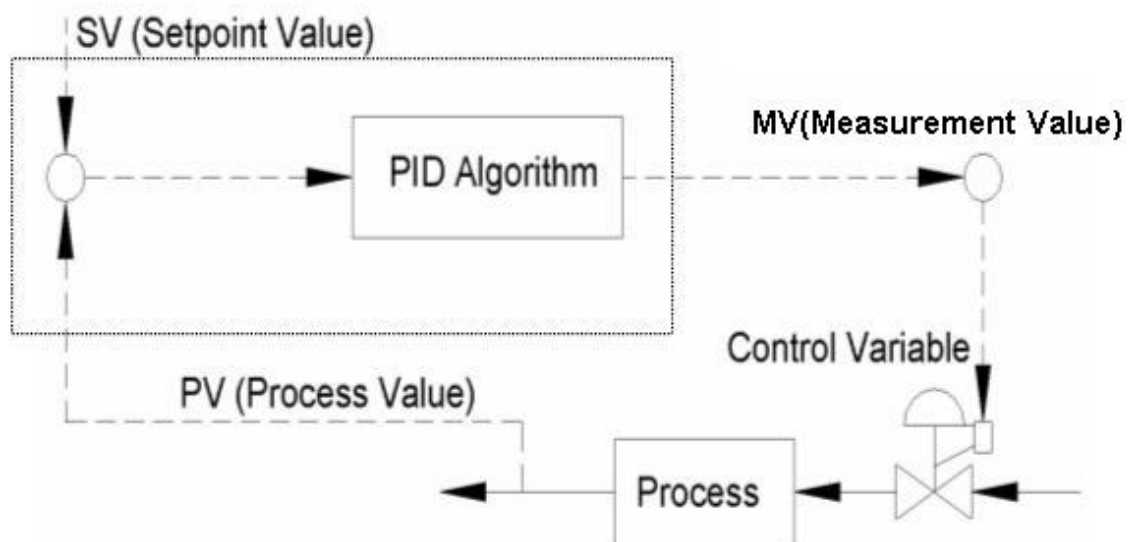 SV (Setpoint Value)
MV(Measurement Value)
PID Algorithm
Control Variable
PV (Process Value)
Process